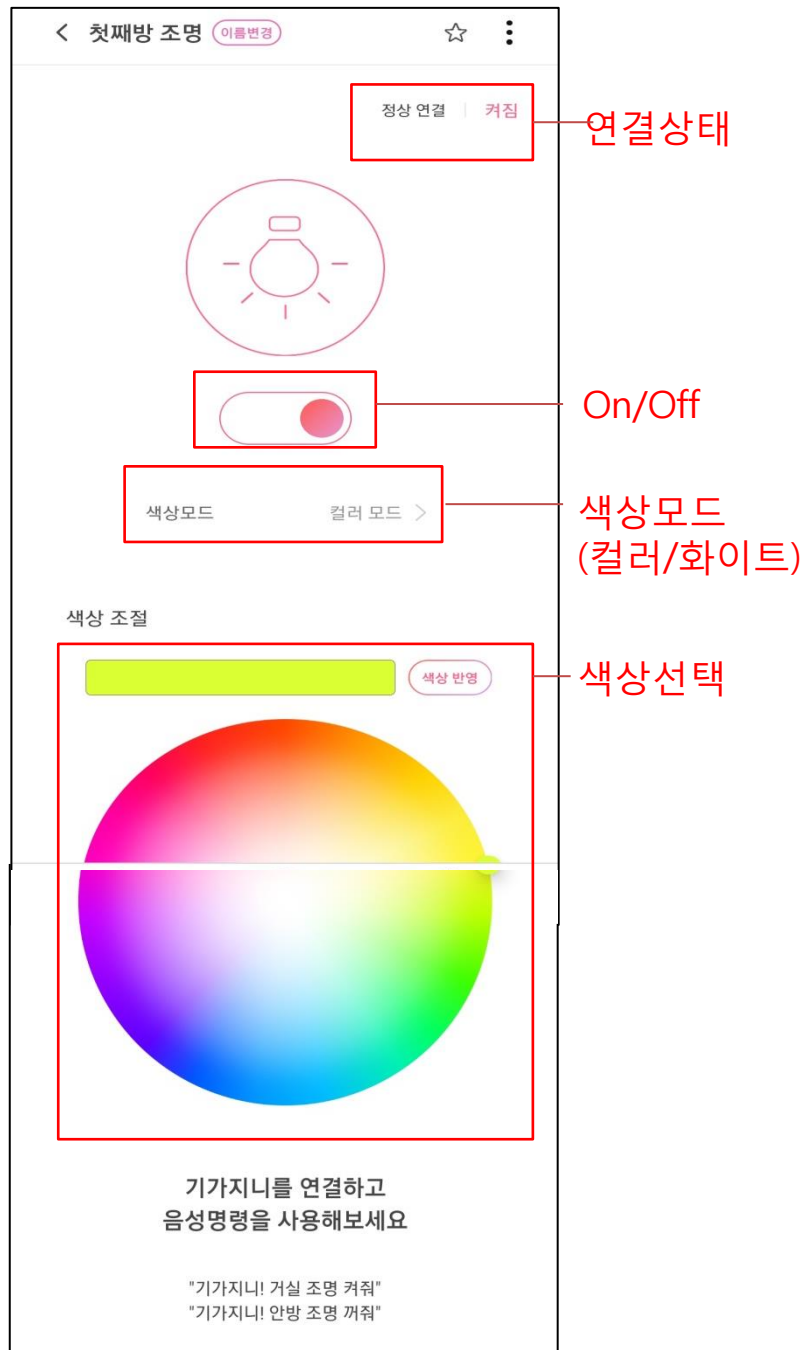 첫째방 조명 이름변경
정상 연결 켜짐
연결상태
On/Off
색상모드 컬러 모드
색상모드
(컬러/화이트)
색상 조절
색상 반영
색상선택
기가지니를 연결하고
음성명령을 사용해보세요
"기가지니! 거실 조명 켜줘"
"기가지니! 안방 조명 꺼줘"